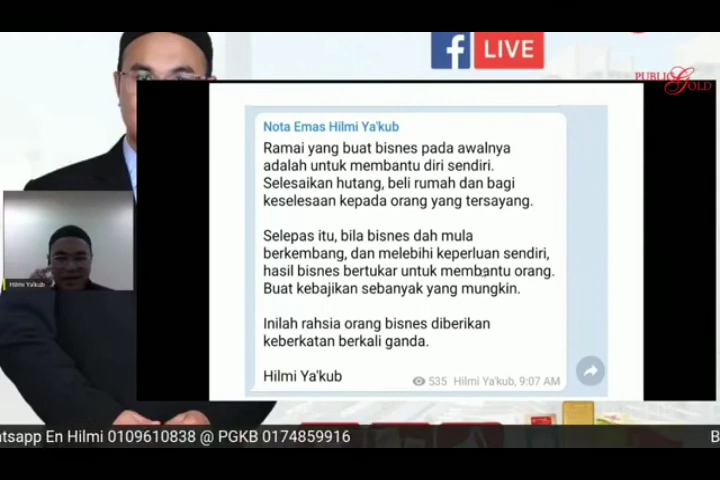 LIVE
PUBLIC GOLD
Nota Emas Hilmi Ya'kub
Ramai yang buat bisnes pada awalnya
adalah untuk membantu diri sendiri.
Selesaikan hutang, beli rumah dan bagi
keselesaan kepada orang yang tersayang.
Selepas itu, bila bisnes dah mula
berkembang, dan melebihi keperluan sendiri,
hasil bisnes bertukar untuk membantu orang.
Buat kebajikan sebanyak yang mungkin.
Inilah rahsia orang bisnes diberikan
keberkatan berkali ganda.
Hilmi Ya'kub
535 Hilmi Ya'kub, 9:07 AM
Hilmi Ya'kub
atsapp En Hilmi 0109610838 @ PGKB 0174859916
B